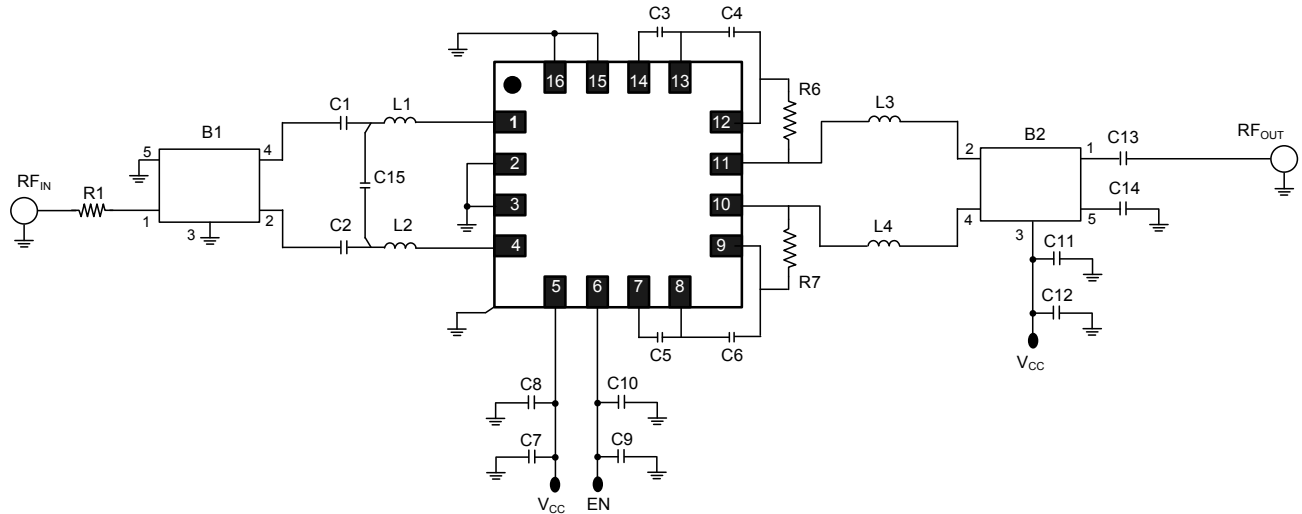 C3 C4
16 15 14 13
R6
C1 L1 1 12 L3
B1 B2 C13 RF_OUT
5 4 2 11 2 1
RF_IN R1 C15 C14
1 2 3 10 4 5
3 C2 L2 4 9 L4 3 C11
R7
5 6 7 8 C12
C5 C6
V_CC
C8 C10
C7 C9
V_CC EN